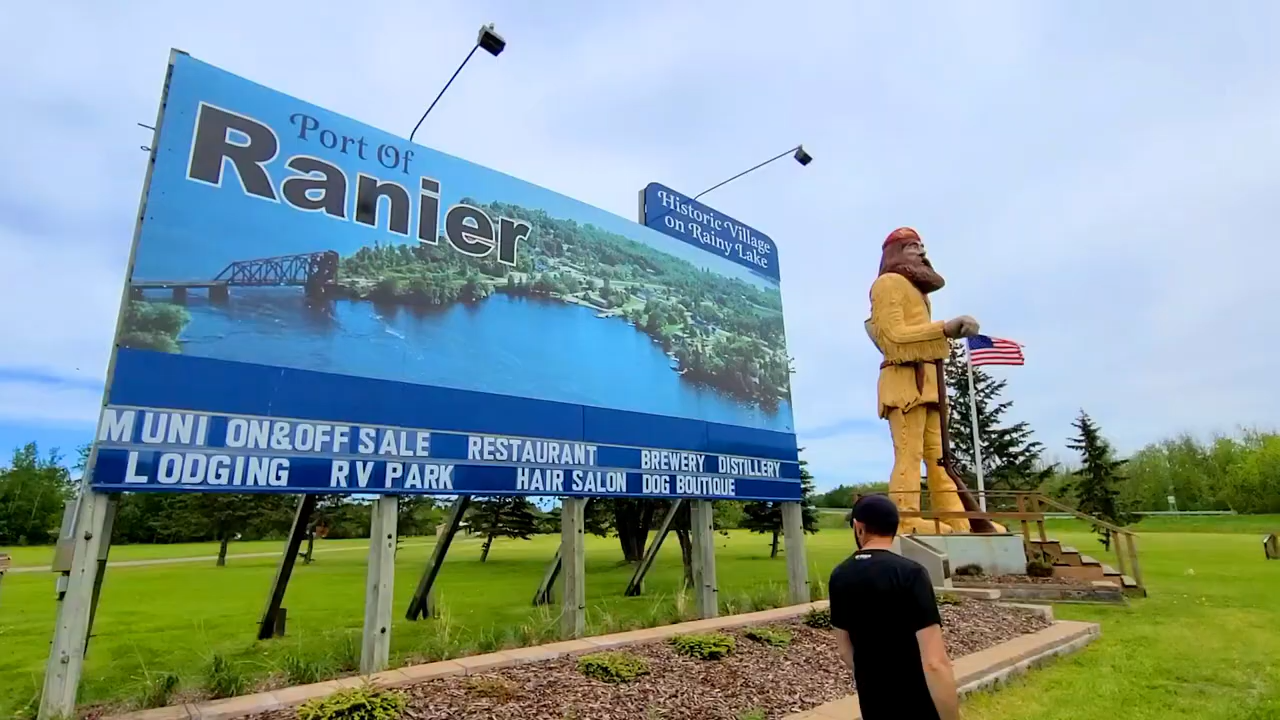 Port Of
Ranier
Historic Village
on Rainy Lake
MUNI ON&OFF SALE RESTAURANT BREWERY DISTILLERY
LODGING RV PARK HAIR SALON DOG BOUTIQUE